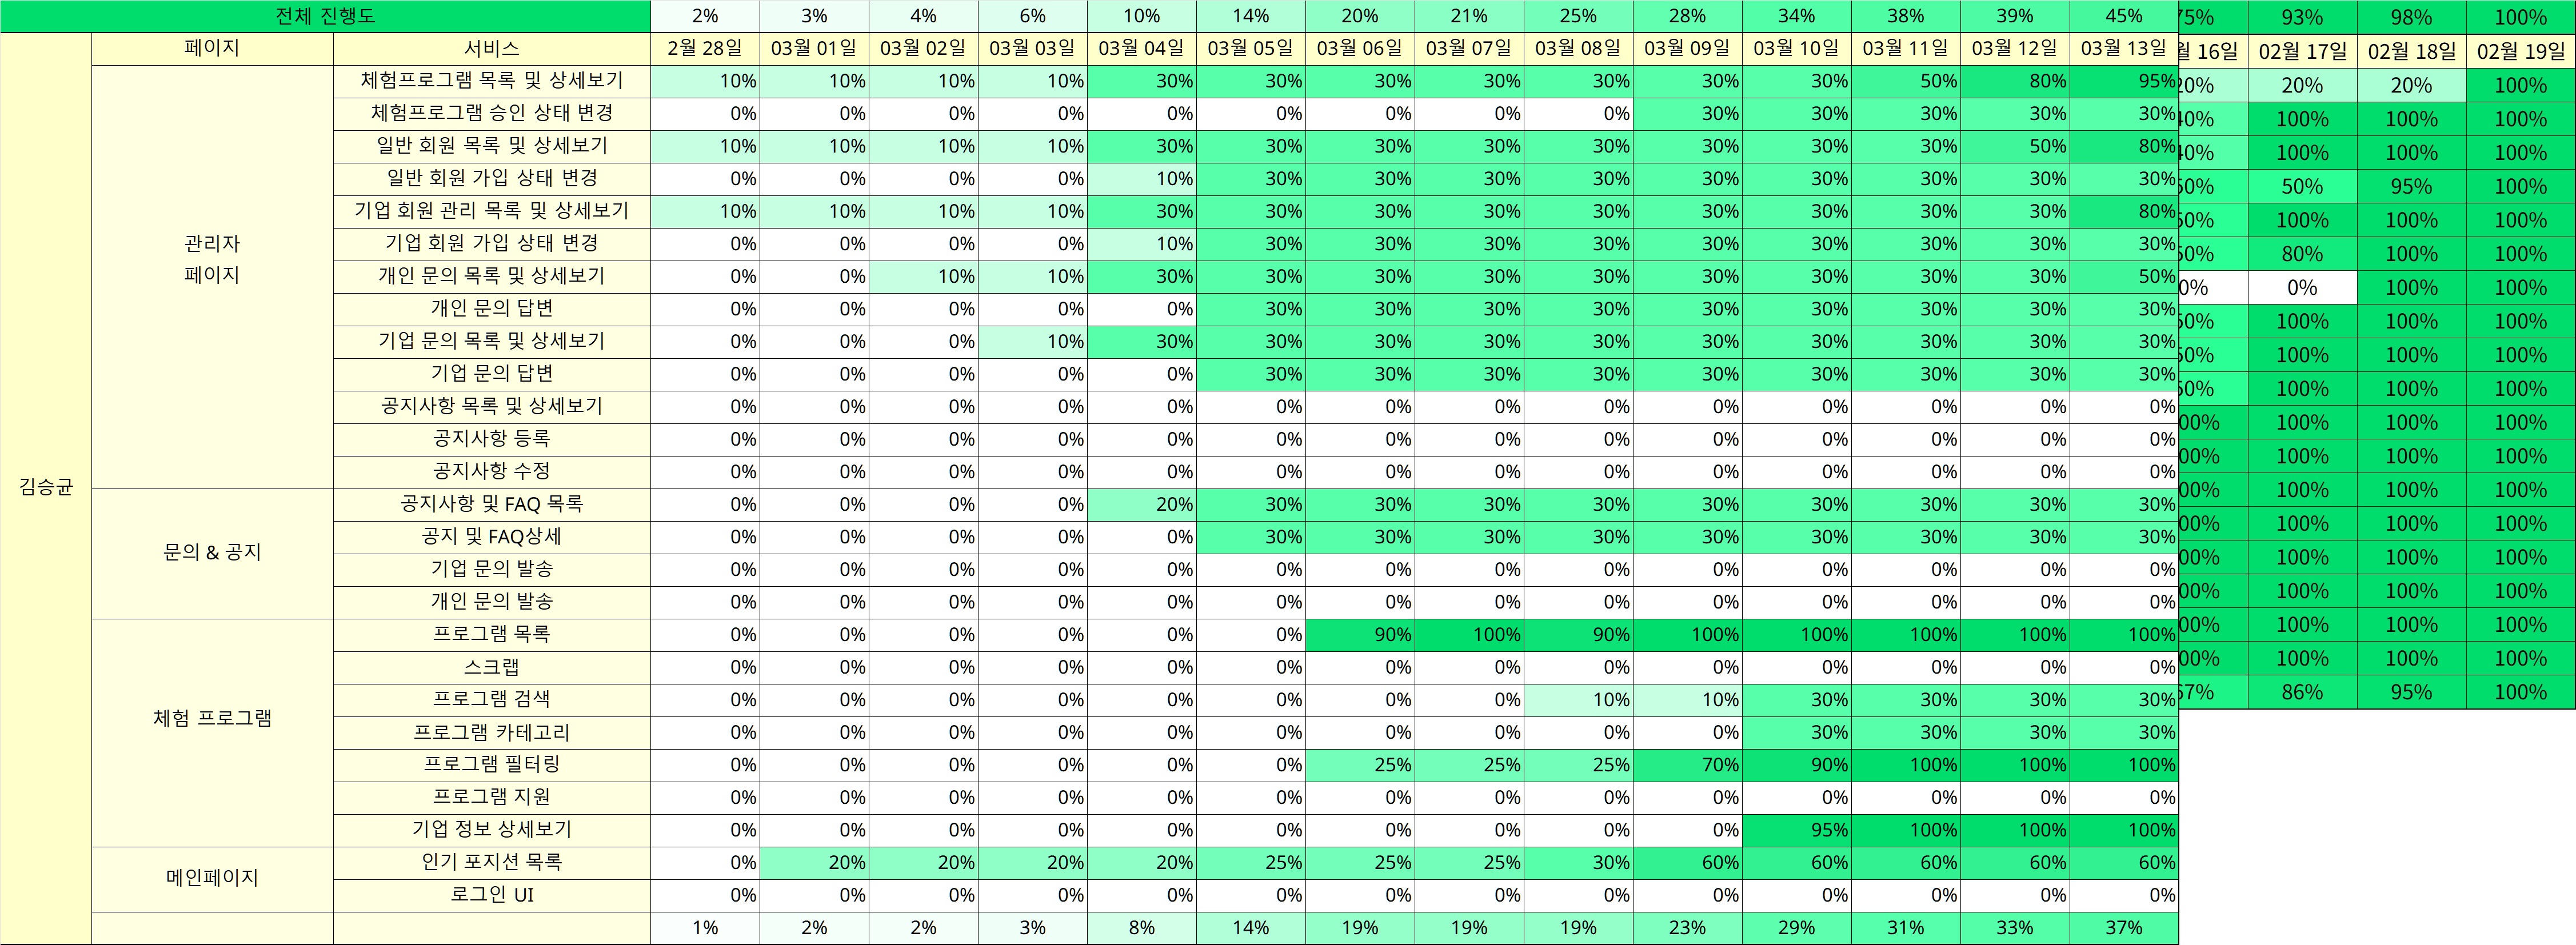 전체 진행도 2% 3% 4% 6% 10% 14% 20% 21% 25% 28% 34% 38% 39% 45% 93% 98% 100%
페이지 서비스 2월 28일 03월 01일 03월 02일 03월 03일 03월 04일 03월 05일 03월 06일 03월 07일 03월 08일 03월 09일 03월 10일 03월 11일 03월 12일 03월 13일 16일 02월 17일 02월 18일 02월 19일
체험프로그램 목록 및 상세보기 10% 10% 10% 10% 30% 30% 30% 30% 30% 30% 30% 50% 80% 95% 20% 20% 100%
체험프로그램 승인 상태 변경 0% 0% 0% 0% 0% 0% 0% 0% 0% 30% 30% 30% 30% 30% 100% 100% 100%
일반 회원 목록 및 상세보기 10% 10% 10% 10% 30% 30% 30% 30% 30% 30% 30% 30% 50% 80% 100% 100% 100%
일반 회원 가입 상태 변경 0% 0% 0% 0% 10% 30% 30% 30% 30% 30% 30% 30% 30% 30% 50% 95% 100%
기업 회원 관리 목록 및 상세보기 10% 10% 10% 10% 30% 30% 30% 30% 30% 30% 30% 30% 30% 80% 100% 100% 100%
관리자 기업 회원 가입 상태 변경 0% 0% 0% 0% 10% 30% 30% 30% 30% 30% 30% 30% 30% 30% 80% 100% 100%
페이지 개인 문의 목록 및 상세보기 0% 0% 10% 10% 30% 30% 30% 30% 30% 30% 30% 30% 30% 50% 0% 0% 100% 100%
개인 문의 답변 0% 0% 0% 0% 0% 30% 30% 30% 30% 30% 30% 30% 30% 30% 100% 100% 100%
기업 문의 목록 및 상세보기 0% 0% 0% 10% 30% 30% 30% 30% 30% 30% 30% 30% 30% 30% 100% 100% 100%
기업 문의 답변 0% 0% 0% 0% 0% 30% 30% 30% 30% 30% 30% 30% 30% 30% 100% 100% 100%
공지사항 목록 및 상세보기 0% 0% 0% 0% 0% 0% 0% 0% 0% 0% 0% 0% 0% 0% 00% 100% 100% 100%
공지사항 등록 0% 0% 0% 0% 0% 0% 0% 0% 0% 0% 0% 0% 0% 0% 00% 100% 100% 100%
공지사항 수정 0% 0% 0% 0% 0% 0% 0% 0% 0% 0% 0% 0% 0% 0% 00% 100% 100% 100%
김승균
공지사항 및 FAQ 목록 0% 0% 0% 0% 20% 30% 30% 30% 30% 30% 30% 30% 30% 30% 00% 100% 100% 100%
문의 & 공지 공지 및 FAQ상세 0% 0% 0% 0% 0% 30% 30% 30% 30% 30% 30% 30% 30% 30% 00% 100% 100% 100%
기업 문의 발송 0% 0% 0% 0% 0% 0% 0% 0% 0% 0% 0% 0% 0% 0% 00% 100% 100% 100%
개인 문의 발송 0% 0% 0% 0% 0% 0% 0% 0% 0% 0% 0% 0% 0% 0% 00% 100% 100% 100%
프로그램 목록 0% 0% 0% 0% 0% 0% 90% 100% 90% 100% 100% 100% 100% 100% 00% 100% 100% 100%
스크랩 0% 0% 0% 0% 0% 0% 0% 0% 0% 0% 0% 0% 0% 0%
체험 프로그램 프로그램 검색 0% 0% 0% 0% 0% 0% 0% 0% 10% 10% 30% 30% 30% 30% 86% 95% 100%
프로그램 카테고리 0% 0% 0% 0% 0% 0% 0% 0% 0% 0% 30% 30% 30% 30%
프로그램 필터링 0% 0% 0% 0% 0% 0% 25% 25% 25% 70% 90% 100% 100% 100%
프로그램 지원 0% 0% 0% 0% 0% 0% 0% 0% 0% 0% 0% 0% 0% 0%
기업 정보 상세보기 0% 0% 0% 0% 0% 0% 0% 0% 0% 0% 95% 100% 100% 100%
메인페이지 인기 포지션 목록 0% 20% 20% 20% 20% 25% 25% 25% 30% 60% 60% 60% 60% 60%
로그인 UI 0% 0% 0% 0% 0% 0% 0% 0% 0% 0% 0% 0% 0% 0%
1% 2% 2% 3% 8% 14% 19% 19% 19% 23% 29% 31% 33% 37%